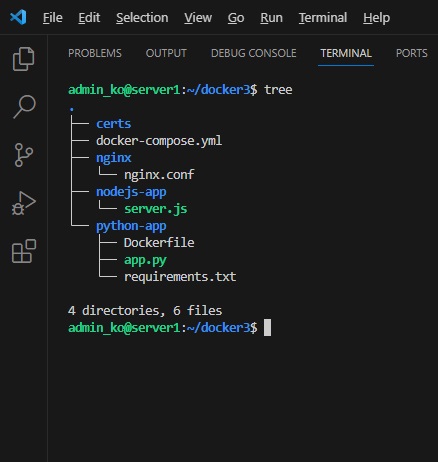 File Edit Selection View Go Run Terminal Help
PROBLEMS OUTPUT DEBUG CONSOLE TERMINAL PORTS
admin_ko@server1:~/docker3$ tree
.
├── certs
├── docker-compose.yml
├── nginx
│   └── nginx.conf
├── nodejs-app
│   └── server.js
└── python-app
    ├── Dockerfile
    ├── app.py
    └── requirements.txt
4 directories, 6 files
admin_ko@server1:~/docker3$